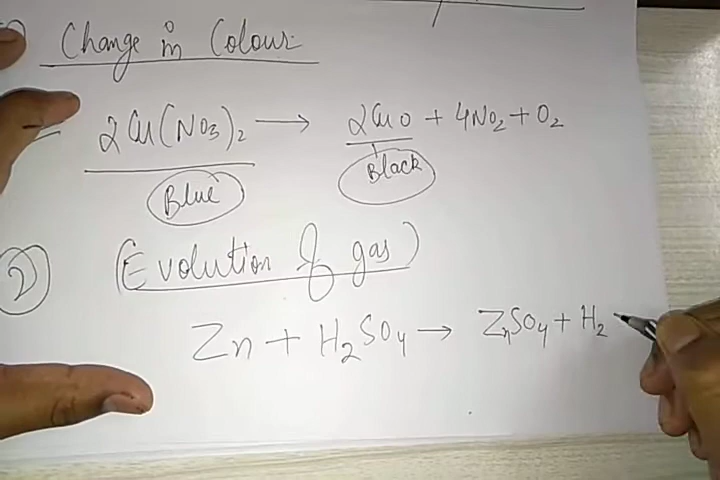 Change in Colour
2Cu(NO3)2 → 2CuO + 4NO2 + O2
Blue Black
2 (Evolution of gas)
Zn + H2SO4 → ZnSO4 + H2